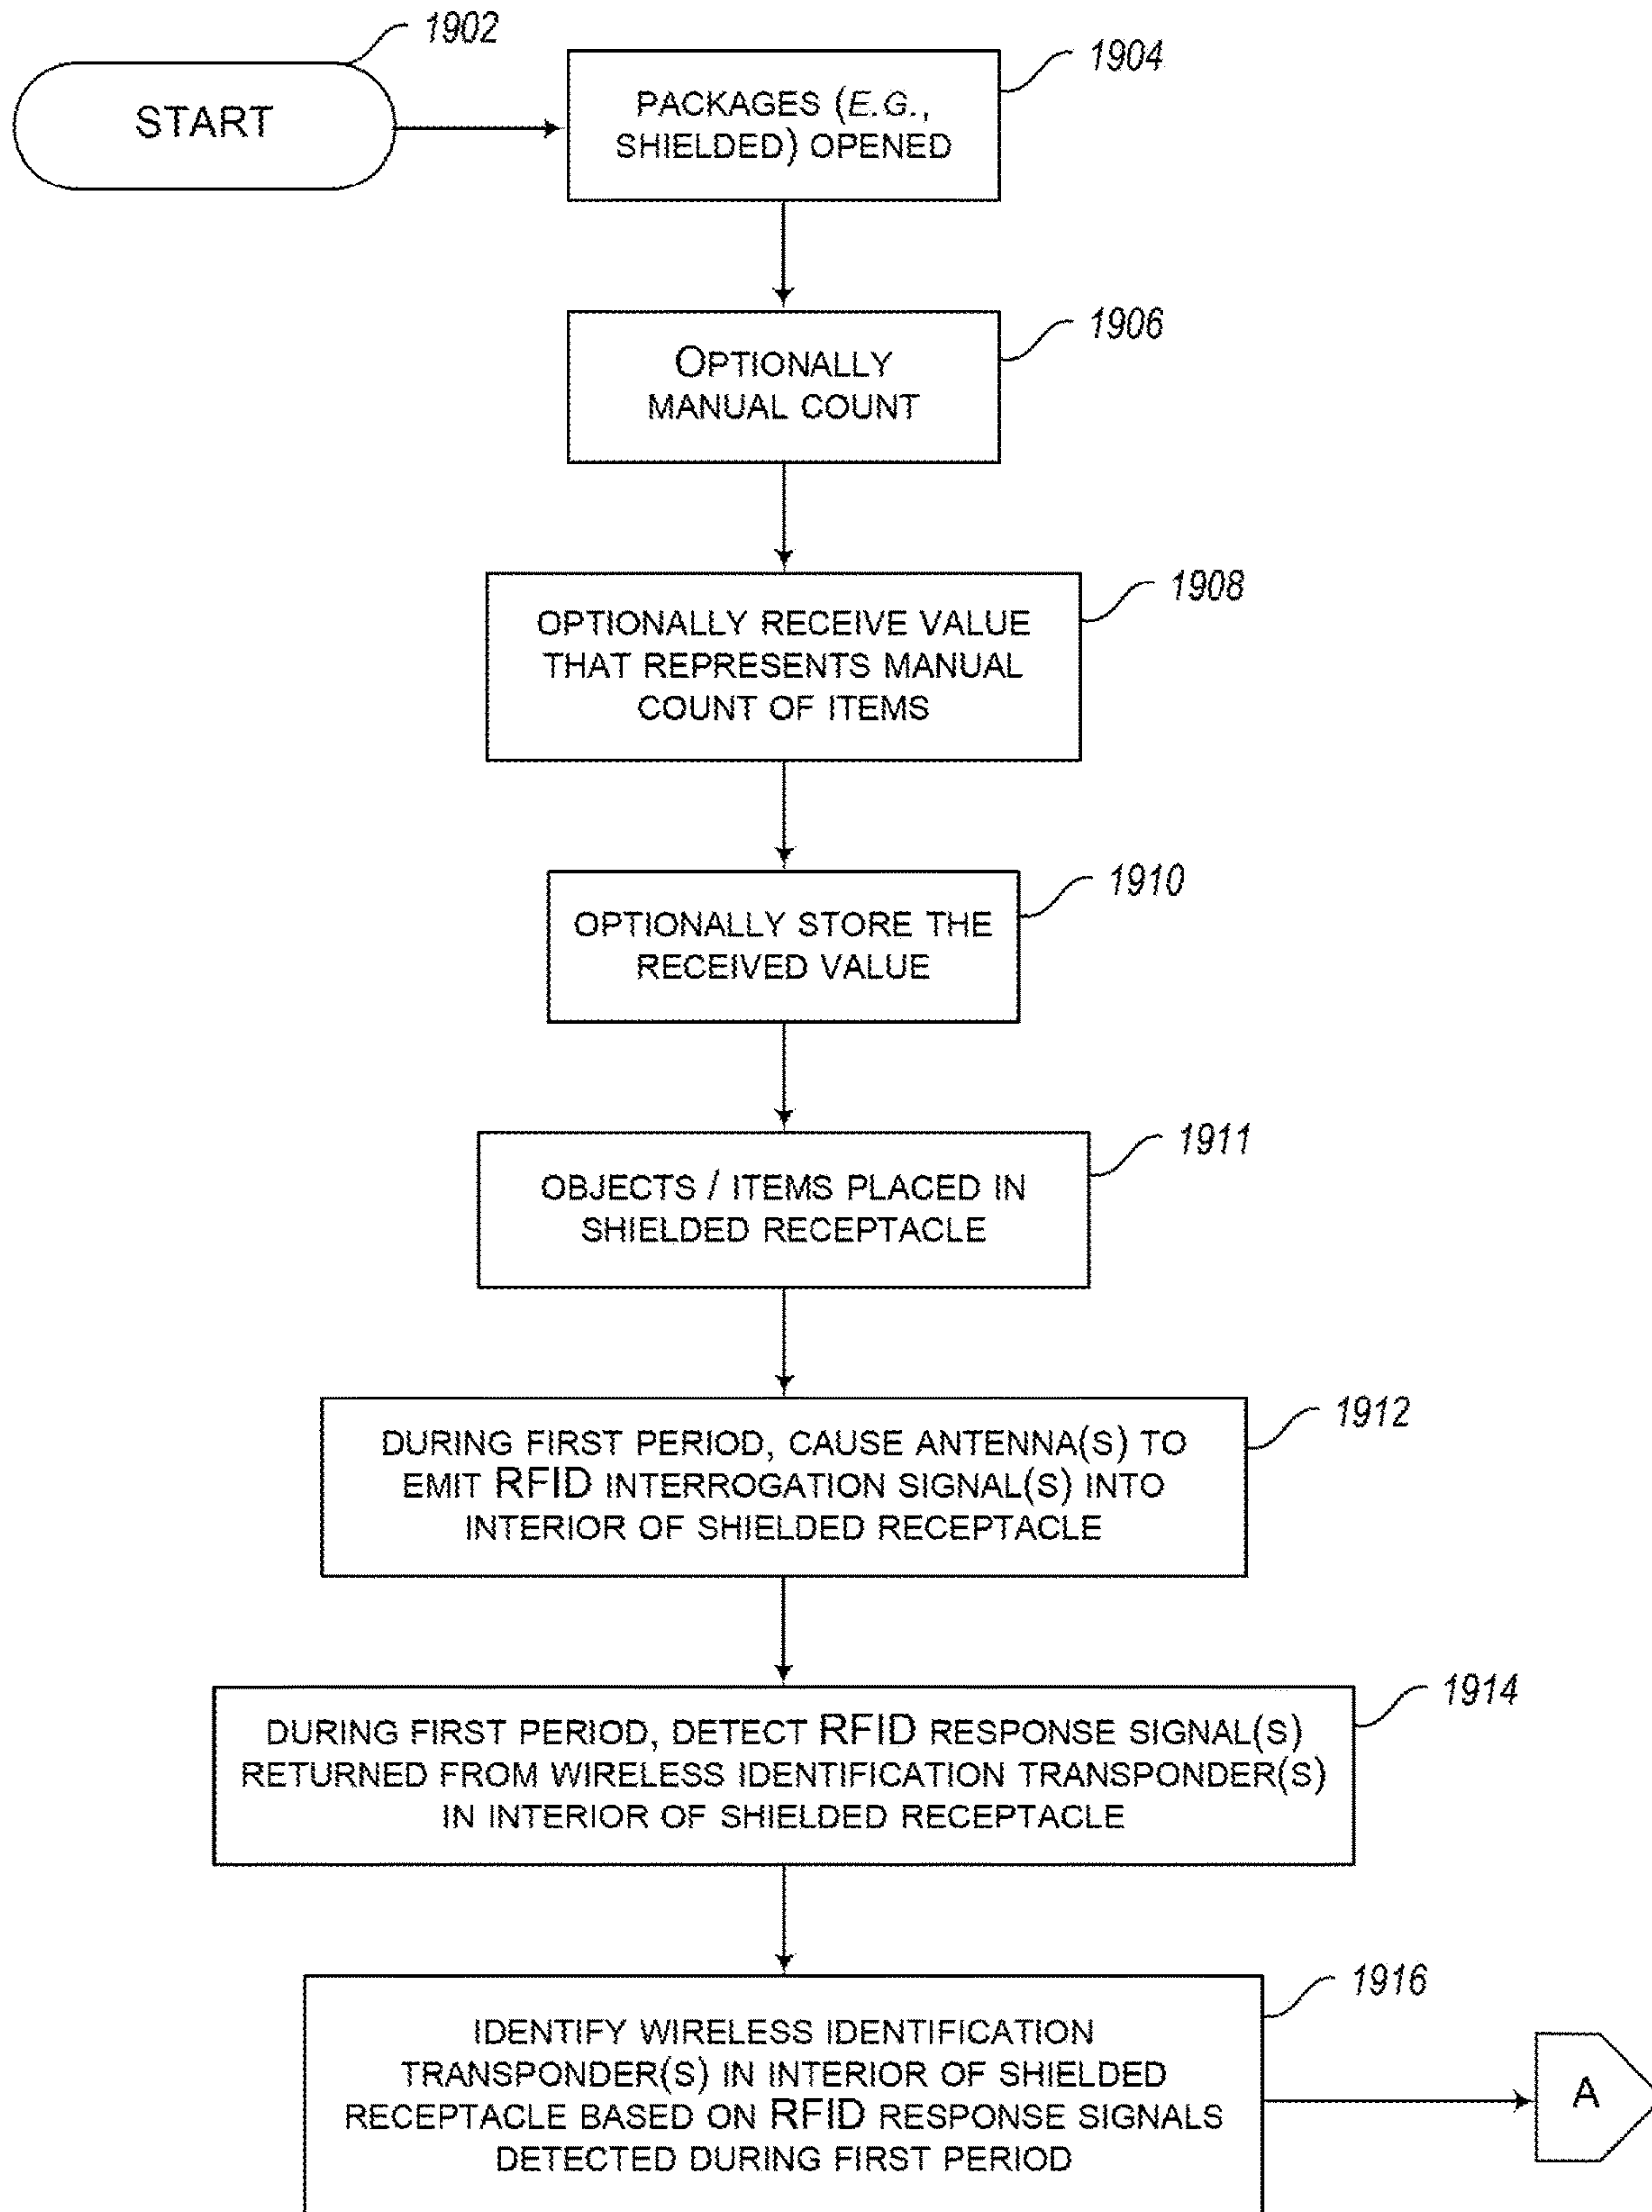 1902
START
1904
PACKAGES (E.G.,
SHIELDED) OPENED
1906
OPTIONALLY
MANUAL COUNT
1908
OPTIONALLY RECEIVE VALUE
THAT REPRESENTS MANUAL
COUNT OF ITEMS
1910
OPTIONALLY STORE THE
RECEIVED VALUE
1911
OBJECTS / ITEMS PLACED IN
SHIELDED RECEPTACLE
1912
DURING FIRST PERIOD, CAUSE ANTENNA(S) TO
EMIT RFID INTERROGATION SIGNAL(S) INTO
INTERIOR OF SHIELDED RECEPTACLE
1914
DURING FIRST PERIOD, DETECT RFID RESPONSE SIGNAL(S)
RETURNED FROM WIRELESS IDENTIFICATION TRANSPONDER(S)
IN INTERIOR OF SHIELDED RECEPTACLE
1916
IDENTIFY WIRELESS IDENTIFICATION
TRANSPONDER(S) IN INTERIOR OF SHIELDED
RECEPTACLE BASED ON RFID RESPONSE SIGNALS
DETECTED DURING FIRST PERIOD
A